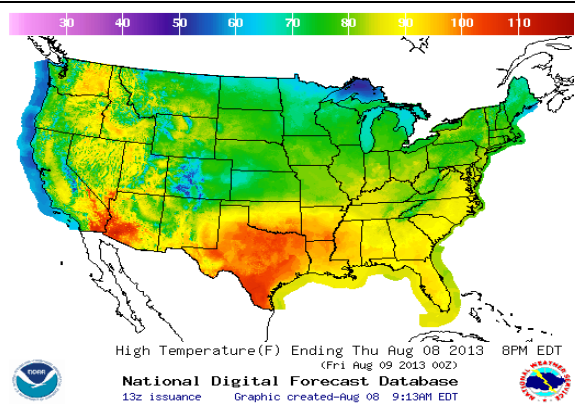 30 40 50 60 70 80 90 100 110
High Temperature(F) Ending Thu Aug 08 2013 8PM EDT
(Fri Aug 09 2013 00Z)
National Digital Forecast Database
13z issuance Graphic created-Aug 08 9:13AM EDT
NOAA